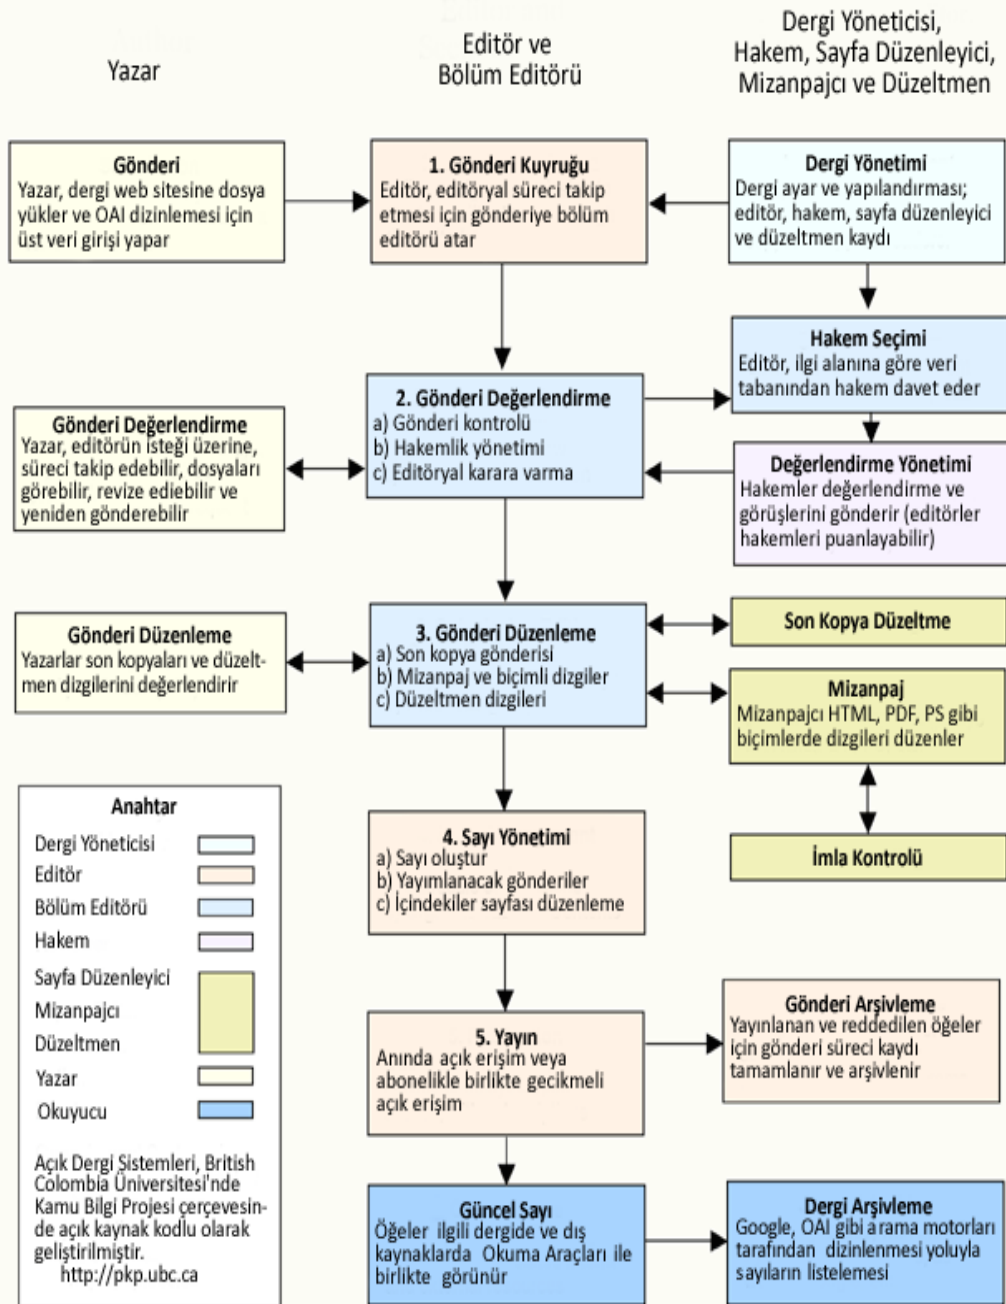 Yazar
Editör ve
Bölüm Editörü
Dergi Yöneticisi,
Hakem, Sayfa Düzenleyici,
Mizanpajcı ve Düzeltmen
Gönderi
Yazar, dergi web sitesine dosya
yükler ve OAI dizinlemesi için
üst veri girişi yapar
1. Gönderi Kuyruğu
Editör, editöryal süreci takip
etmesi için gönderiye bölüm
editörü atar
Dergi Yönetimi
Dergi ayar ve yapılandırması;
editör, hakem, sayfa düzenleyici
ve düzeltmen kaydı
Hakem Seçimi
Editör, ilgi alanına göre veri
tabanından hakem davet eder
Gönderi Değerlendirme
Yazar, editörün isteği üzerine,
süreci takip edebilir, dosyaları
görebilir, revize ediebilir ve
yeniden gönderebilir
2. Gönderi Değerlendirme
a) Gönderi kontrolü
b) Hakemlik yönetimi
c) Editöryal karara varma
Değerlendirme Yönetimi
Hakemler değerlendirme ve
görüşlerini gönderir (editörler
hakemleri puanlayabilir)
Gönderi Düzenleme
Yazarlar son kopyaları ve düzelt-
men dizgilerini değerlendirir
3. Gönderi Düzenleme
a) Son kopya gönderisi
b) Mizanpaj ve biçimli dizgiler
c) Düzeltmen dizgileri
Son Kopya Düzeltme
Mizanpaj
Mizanpajcı HTML, PDF, PS gibi
biçimlerde dizgileri düzenler
İmla Kontrolü
4. Sayı Yönetimi
a) Sayı oluştur
b) Yayımlanacak gönderiler
c) İçindekiler sayfası düzenleme
5. Yayın
Anında açık erişim veya
abonelikle birlikte gecikmeli
açık erişim
Gönderi Arşivleme
Yayınlanan ve reddedilen öğeler
için gönderi süreci kaydı
tamamlanır ve arşivlenir
Güncel Sayı
Öğeler ilgili dergide ve dış
kaynaklarda Okuma Araçları ile
birlikte görünür
Dergi Arşivleme
Google, OAI gibi arama motorları
tarafından dizinlenmesi yoluyla
sayıların listelemesi
Anahtar
Dergi Yöneticisi
Editör
Bölüm Editörü
Hakem
Sayfa Düzenleyici
Mizanpajcı
Düzeltmen
Yazar
Okuyucu
Açık Dergi Sistemleri, British
Colombia Üniversitesi'nde
Kamu Bilgi Projesi çerçevesin-
de açık kaynak kodlu olarak
geliştirilmiştir.
http://pkp.ubc.ca